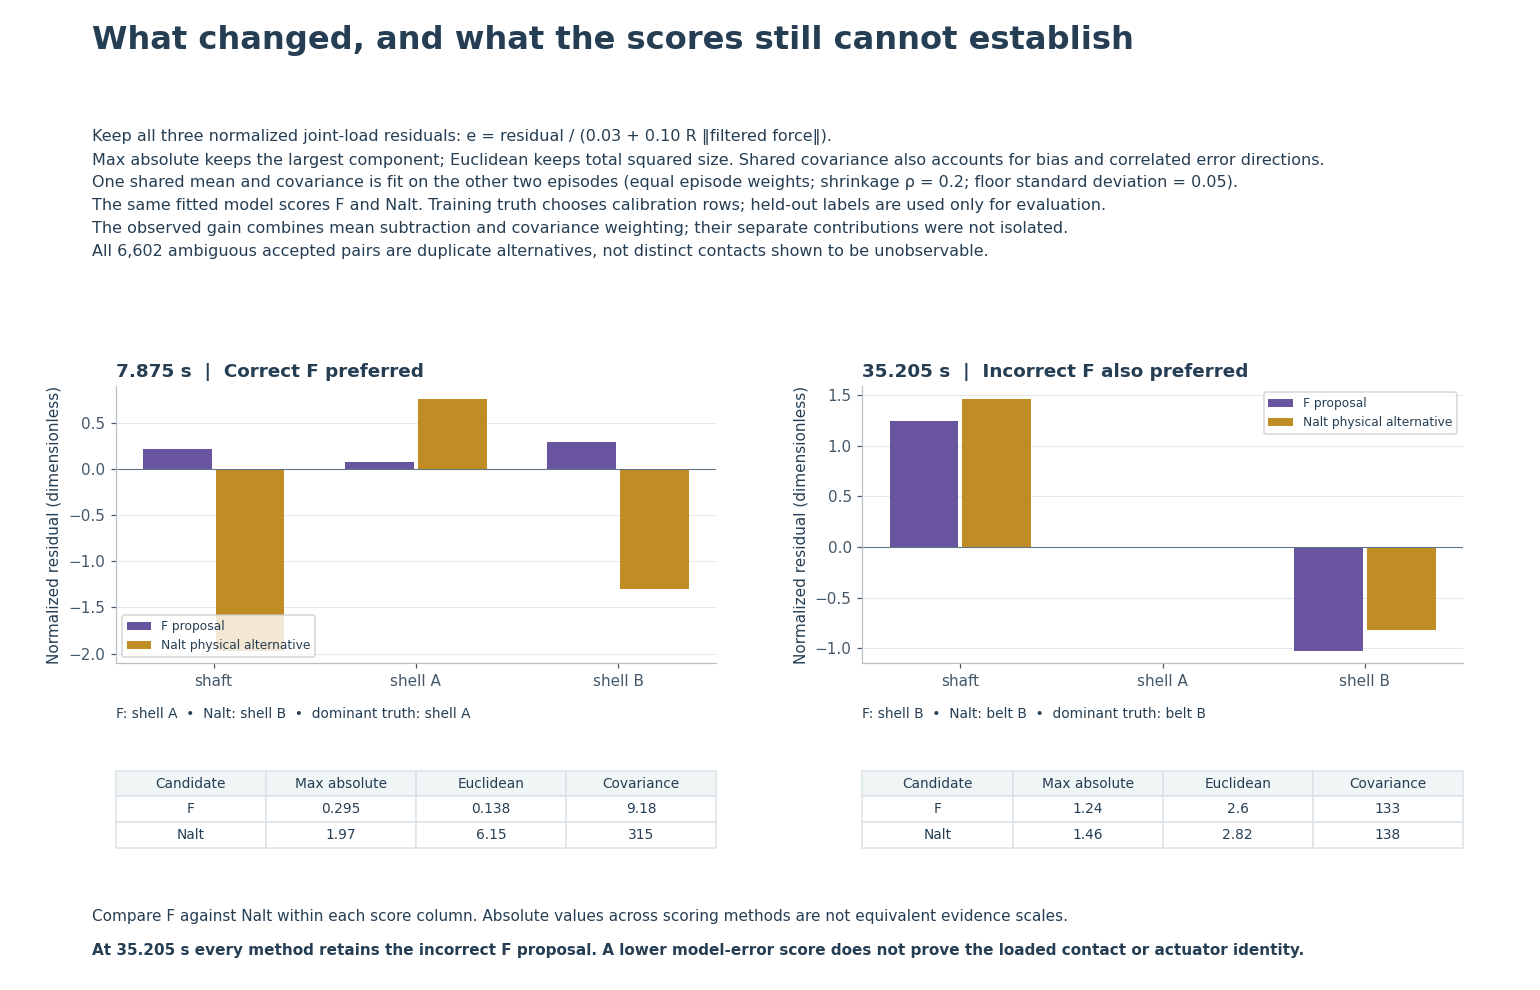 What changed, and what the scores still cannot establish
Keep all three normalized joint-load residuals: e = residual / (0.03 + 0.10 R ‖filtered force‖).
Max absolute keeps the largest component; Euclidean keeps total squared size. Shared covariance also accounts for bias and correlated error directions.
One shared mean and covariance is fit on the other two episodes (equal episode weights; shrinkage ρ = 0.2; floor standard deviation = 0.05).
The same fitted model scores F and Nalt. Training truth chooses calibration rows; held-out labels are used only for evaluation.
The observed gain combines mean subtraction and covariance weighting; their separate contributions were not isolated.
All 6,602 ambiguous accepted pairs are duplicate alternatives, not distinct contacts shown to be unobservable.
7.875 s | Correct F preferred
Normalized residual (dimensionless)
0.5
0.0
−0.5
−1.0
−1.5
−2.0
F proposal
Nalt physical alternative
shaft shell A shell B
F: shell A • Nalt: shell B • dominant truth: shell A
Candidate Max absolute Euclidean Covariance
F 0.295 0.138 9.18
Nalt 1.97 6.15 315
35.205 s | Incorrect F also preferred
Normalized residual (dimensionless)
1.5
1.0
0.5
0.0
−0.5
−1.0
F proposal
Nalt physical alternative
shaft shell A shell B
F: shell B • Nalt: belt B • dominant truth: belt B
Candidate Max absolute Euclidean Covariance
F 1.24 2.6 133
Nalt 1.46 2.82 138
Compare F against Nalt within each score column. Absolute values across scoring methods are not equivalent evidence scales.
At 35.205 s every method retains the incorrect F proposal. A lower model-error score does not prove the loaded contact or actuator identity.